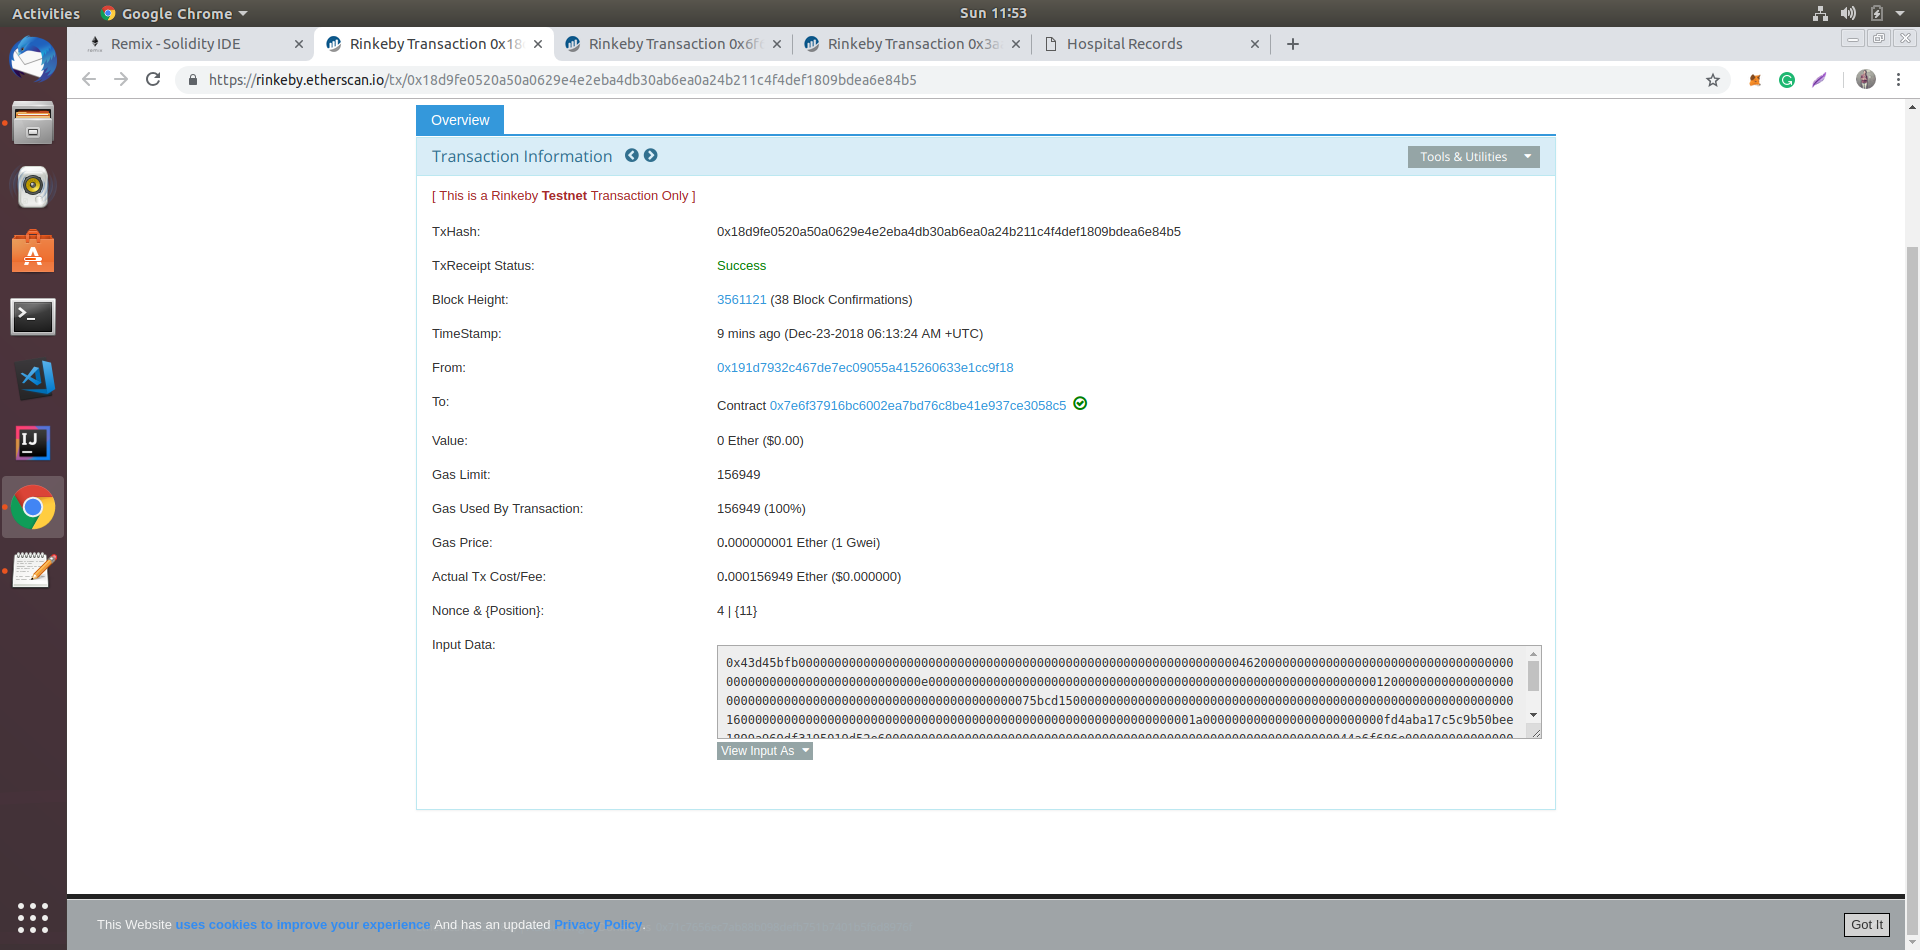 Activities
Google Chrome
Sun 11:53
Remix - Solidity IDE
Rinkeby Transaction 0x18
Rinkeby Transaction 0x6f
Rinkeby Transaction 0x3a
Hospital Records
https://rinkeby.etherscan.io/tx/0x18d9fe0520a50a0629e4e2eba4db30ab6ea0a24b211c4f4def1809bdea6e84b5
Overview
Transaction Information
Tools & Utilities
[ This is a Rinkeby Testnet Transaction Only ]
TxHash: 0x18d9fe0520a50a0629e4e2eba4db30ab6ea0a24b211c4f4def1809bdea6e84b5
TxReceipt Status: Success
Block Height: 3561121 (38 Block Confirmations)
TimeStamp: 9 mins ago (Dec-23-2018 06:13:24 AM +UTC)
From: 0x191d7932c467de7ec09055a415260633e1cc9f18
To: Contract 0x7e6f37916bc6002ea7bd76c8be41e937ce3058c5
Value: 0 Ether ($0.00)
Gas Limit: 156949
Gas Used By Transaction: 156949 (100%)
Gas Price: 0.000000001 Ether (1 Gwei)
Actual Tx Cost/Fee: 0.000156949 Ether ($0.000000)
Nonce & {Position}: 4 | {11}
Input Data:
View Input As
This Website uses cookies to improve your experience And has an updated Privacy Policy.
Got It